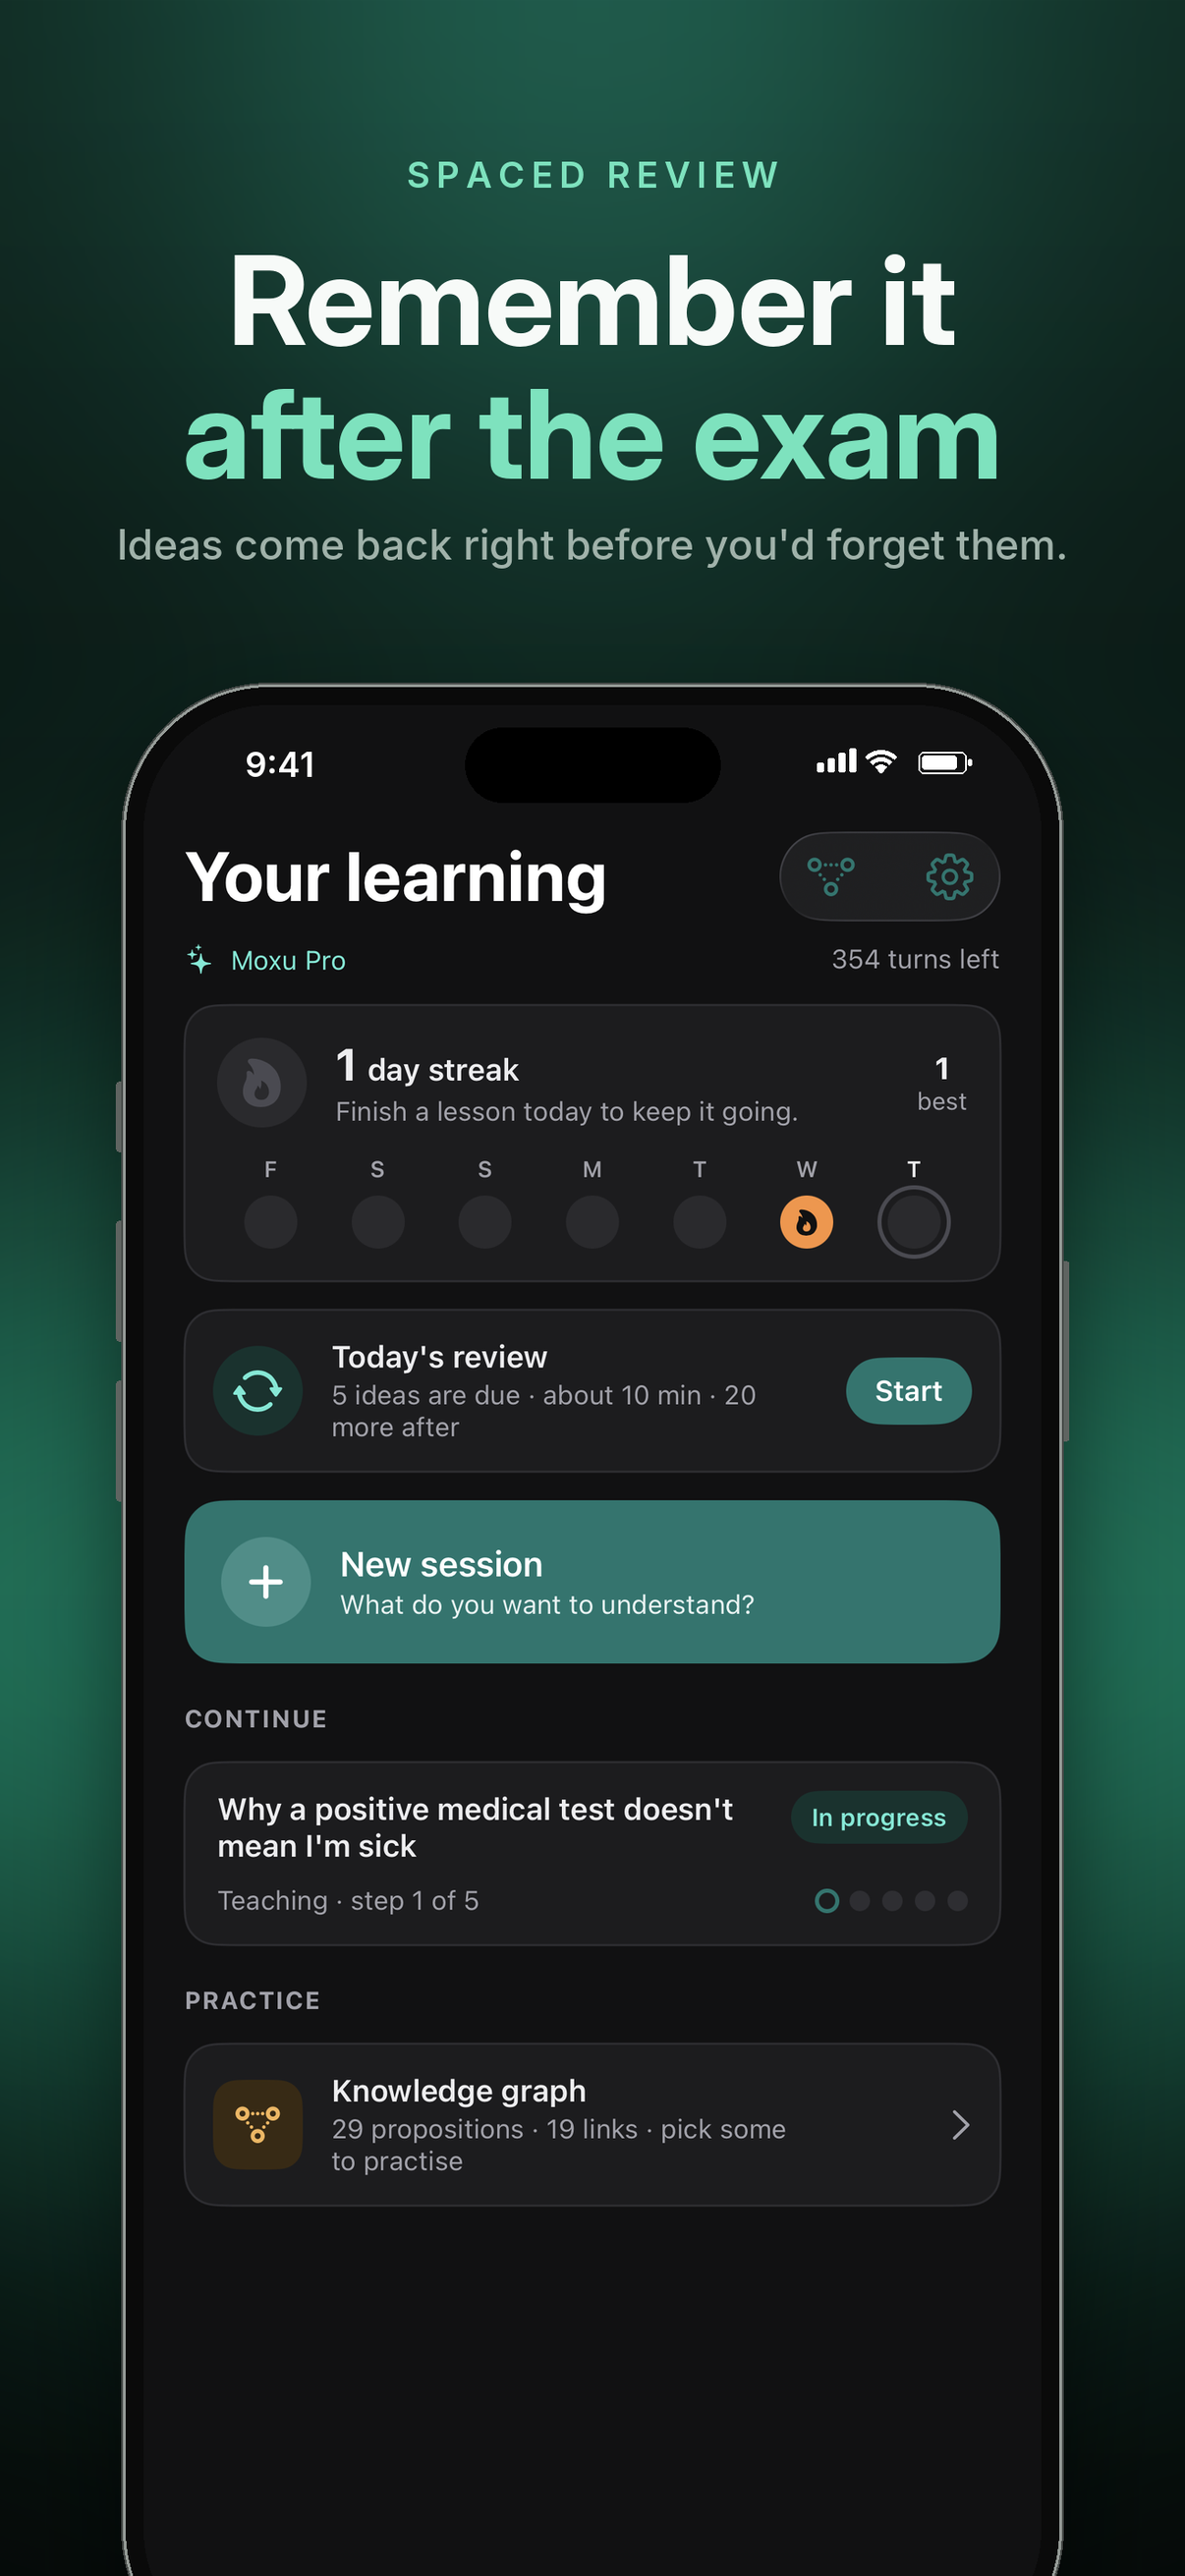 SPACED REVIEW
Remember it
after the exam
Ideas come back right before you'd forget them.
9:41
Your learning
Moxu Pro
354 turns left
1 day streak
Finish a lesson today to keep it going.
1
best
F S S M T W T
Today's review
5 ideas are due · about 10 min · 20
more after
Start
New session
What do you want to understand?
CONTINUE
Why a positive medical test doesn't
mean I'm sick
In progress
Teaching · step 1 of 5
PRACTICE
Knowledge graph
29 propositions · 19 links · pick some
to practise